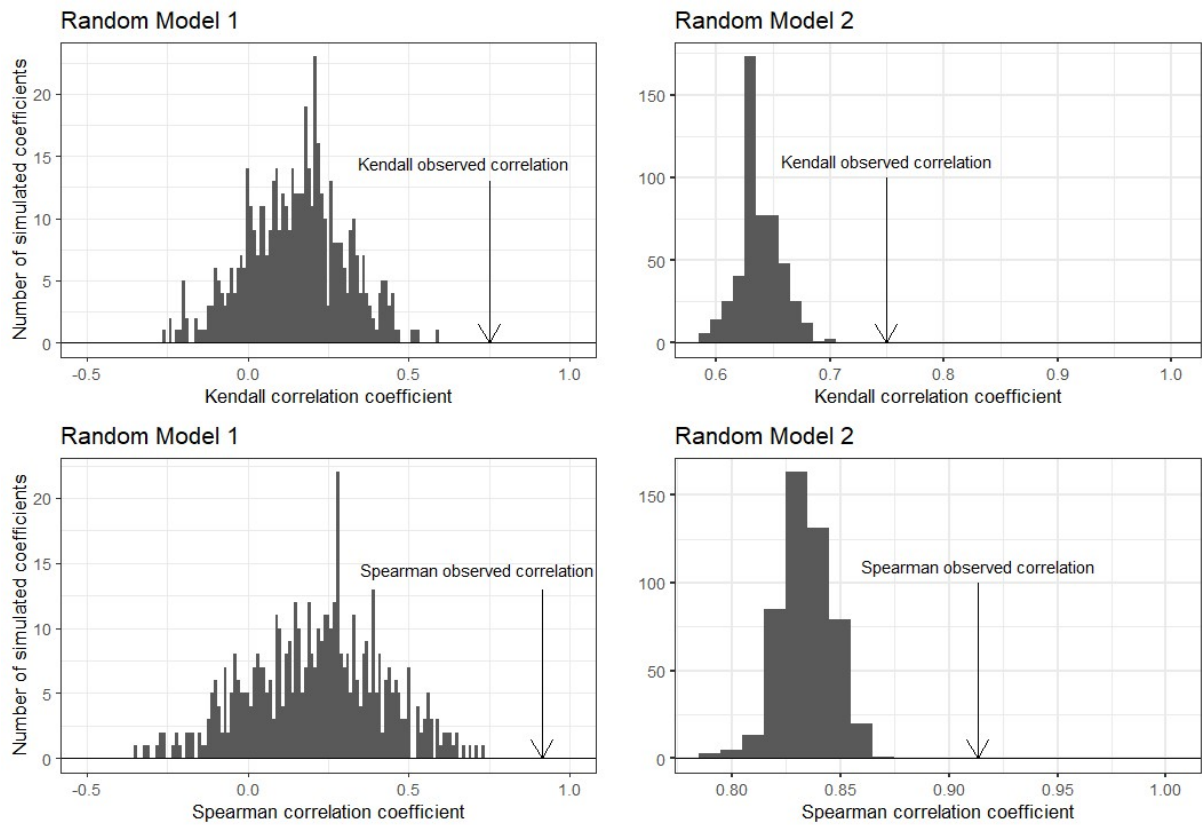 Random Model 1
Random Model 2
Number of simulated coefficients
20
15
10
5
0
Kendall observed correlation
-0.5
0.0
0.5
1.0
Kendall correlation coefficient
150
100
50
0
Kendall observed correlation
0.6
0.7
0.8
0.9
1.0
Kendall correlation coefficient
Random Model 1
Random Model 2
Number of simulated coefficients
20
15
10
5
0
Spearman observed correlation
-0.5
0.0
0.5
1.0
Spearman correlation coefficient
150
100
50
0
Spearman observed correlation
0.80
0.85
0.90
0.95
1.00
Spearman correlation coefficient